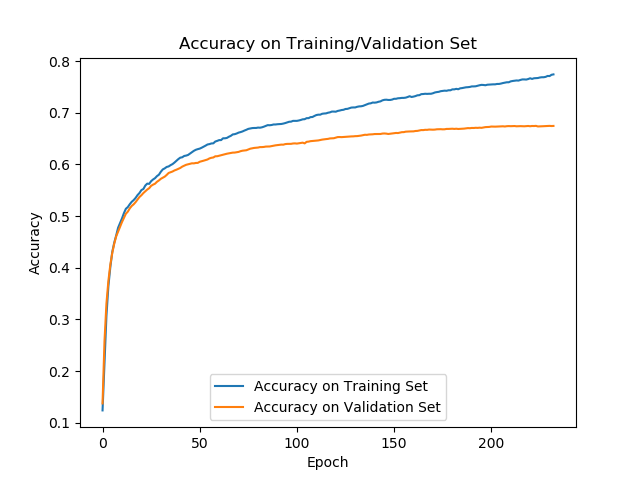 Accuracy on Training/Validation Set
0.8
0.7
0.6
0.5
0.4
0.3
0.2
0.1
Accuracy
Accuracy on Training Set
Accuracy on Validation Set
0 50 100 150 200
Epoch